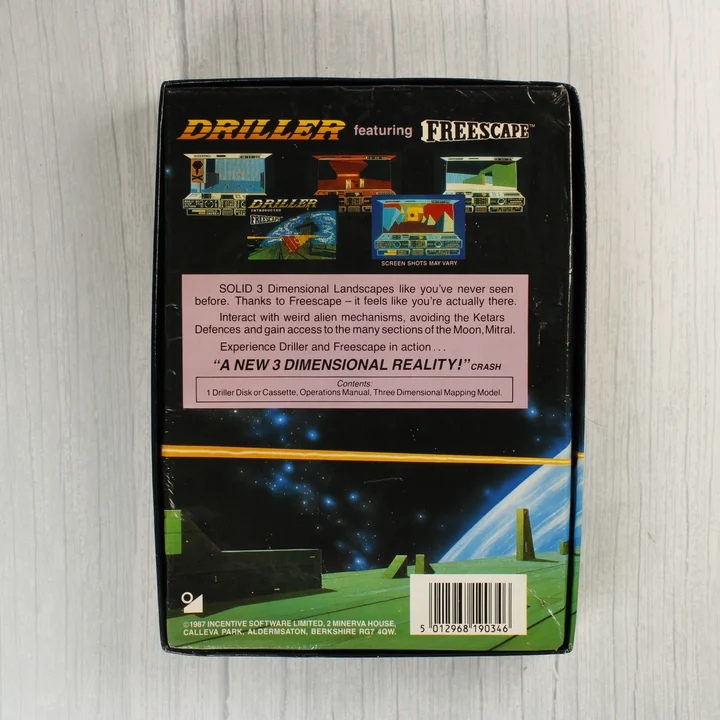 DRILLER featuring FREESCAPE™
DRILLER
INTRODUCING
FREESCAPE
SCREEN SHOTS MAY VARY
SOLID 3 Dimensional Landscapes like you've never seen
before. Thanks to Freescape – it feels like you're actually there.
Interact with weird alien mechanisms, avoiding the Ketars
Defences and gain access to the many sections of the Moon, Mitral.
Experience Driller and Freescape in action . . .
"A NEW 3 DIMENSIONAL REALITY!" CRASH
Contents:
1 Driller Disk or Cassette, Operations Manual, Three Dimensional Mapping Model.
©1987 INCENTIVE SOFTWARE LIMITED, 2 MINERVA HOUSE,
CALLEVA PARK, ALDERMSATON, BERKSHIRE RG7 4QW.
5 012968 190346